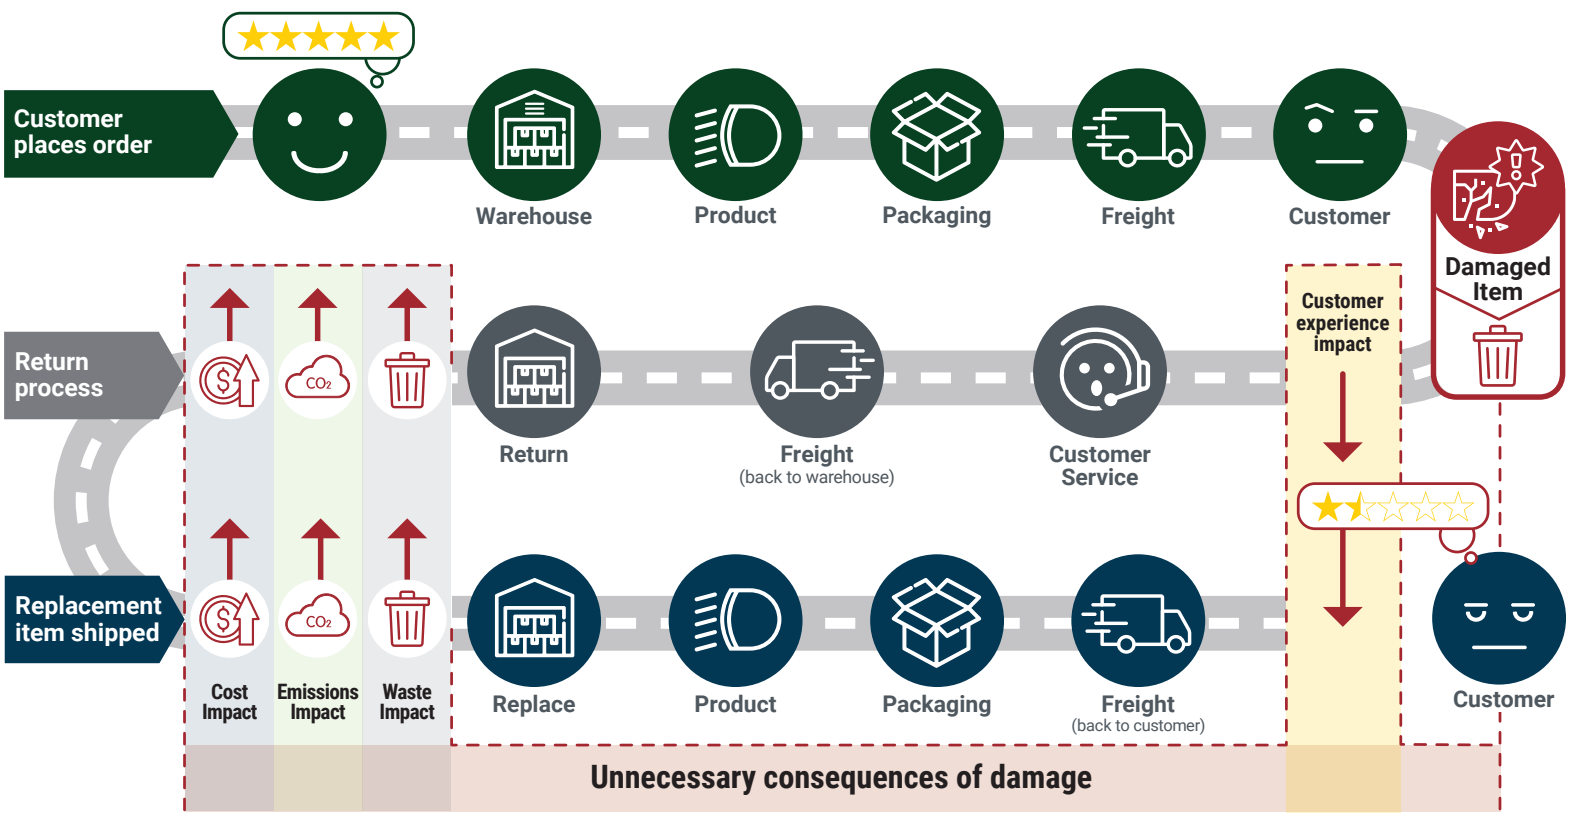 Customer
places order
Warehouse
Product
Packaging
Freight
Customer
Damaged
Item
Return
process
$
CO₂
Return
Freight
(back to warehouse)
Customer
Service
Customer
experience
impact
Replacement
item shipped
$
CO₂
Cost
Impact
Emissions
Impact
Waste
Impact
Replace
Product
Packaging
Freight
(back to customer)
Customer
Unnecessary consequences of damage